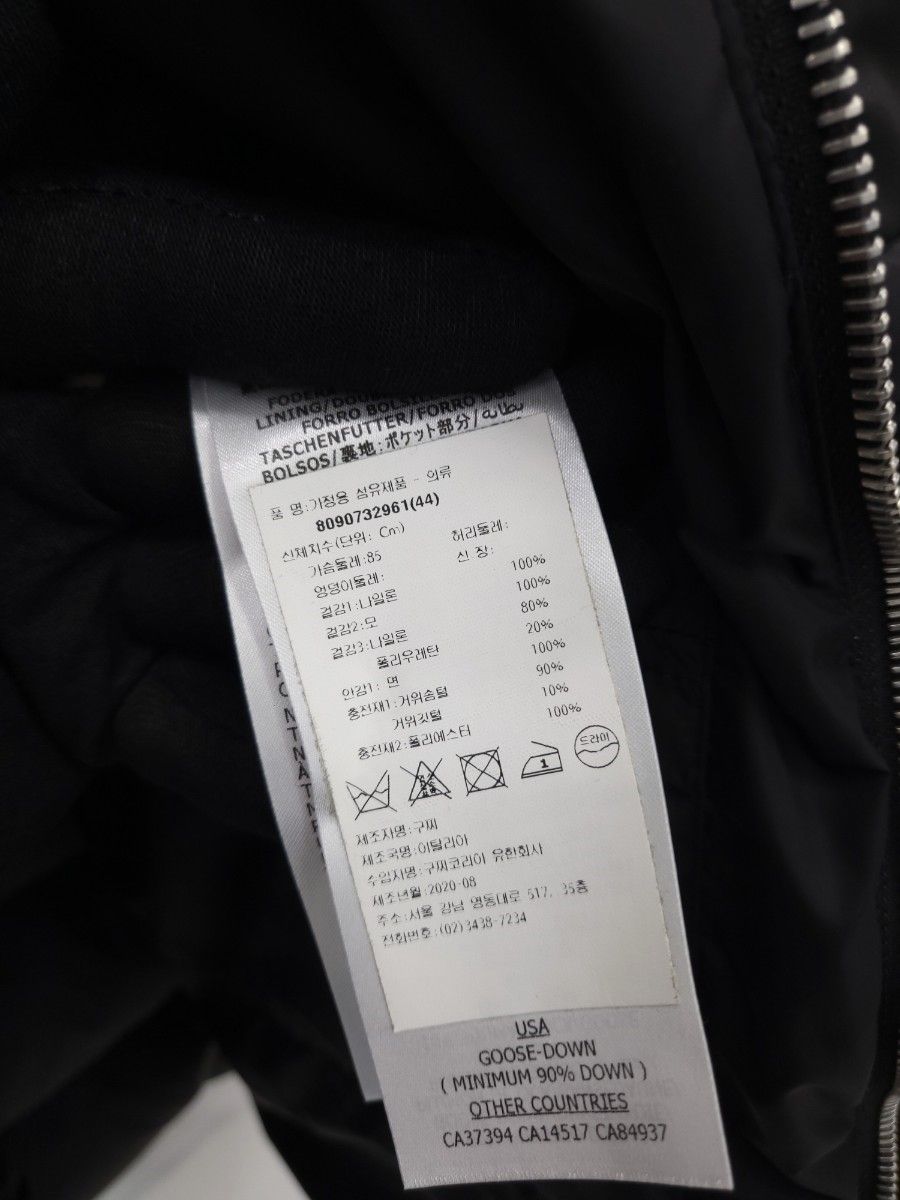 LINING/
FORRO BOLSI
TASCHENFUTTER/FORRO
BOLSOS/裏地:ポケット部分/بطانة
품 명:가정용 섬유제품 - 의류
8090732961(44)
신체치수(단위: Cm)
가슴둘레:85 허리둘레:
엉덩이둘레: 신 장:
겉감1:나일론 100%
겉감2:모 100%
겉감3:나일론 80%
폴리우레탄 20%
안감1: 면 100%
충전재1:거위솜털 90%
거위깃털 10%
충전재2:폴리에스터 100%
1
드라이
제조자명:구찌
제조국명:이탈리아
수입자명:구찌코리아 유한회사
제조년월:2020-08
주소:서울 강남 영동대로 517, 35층
전화번호:(02)3438-7234
USA
GOOSE-DOWN
( MINIMUM 90% DOWN )
OTHER COUNTRIES
CA37394 CA14517 CA84937